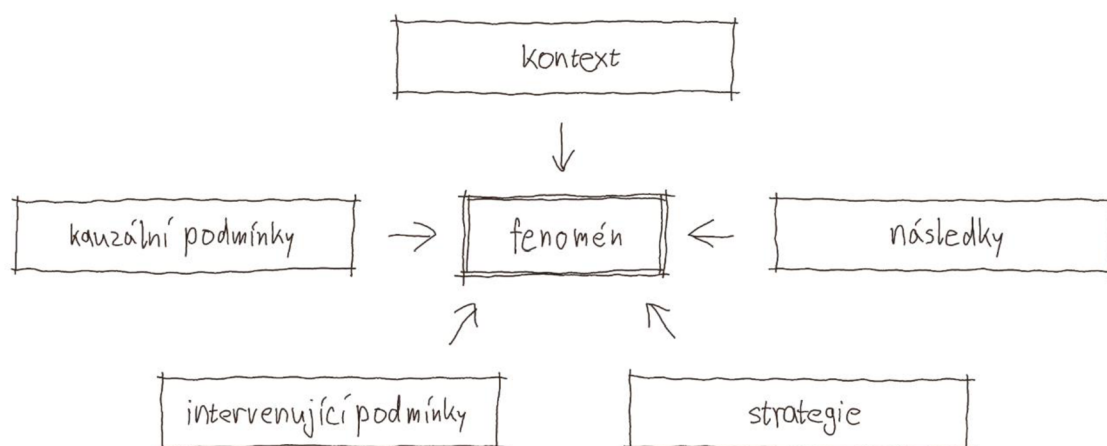 kontext
kauzální podmínky
fenomén
následky
intervenující podmínky
strategie